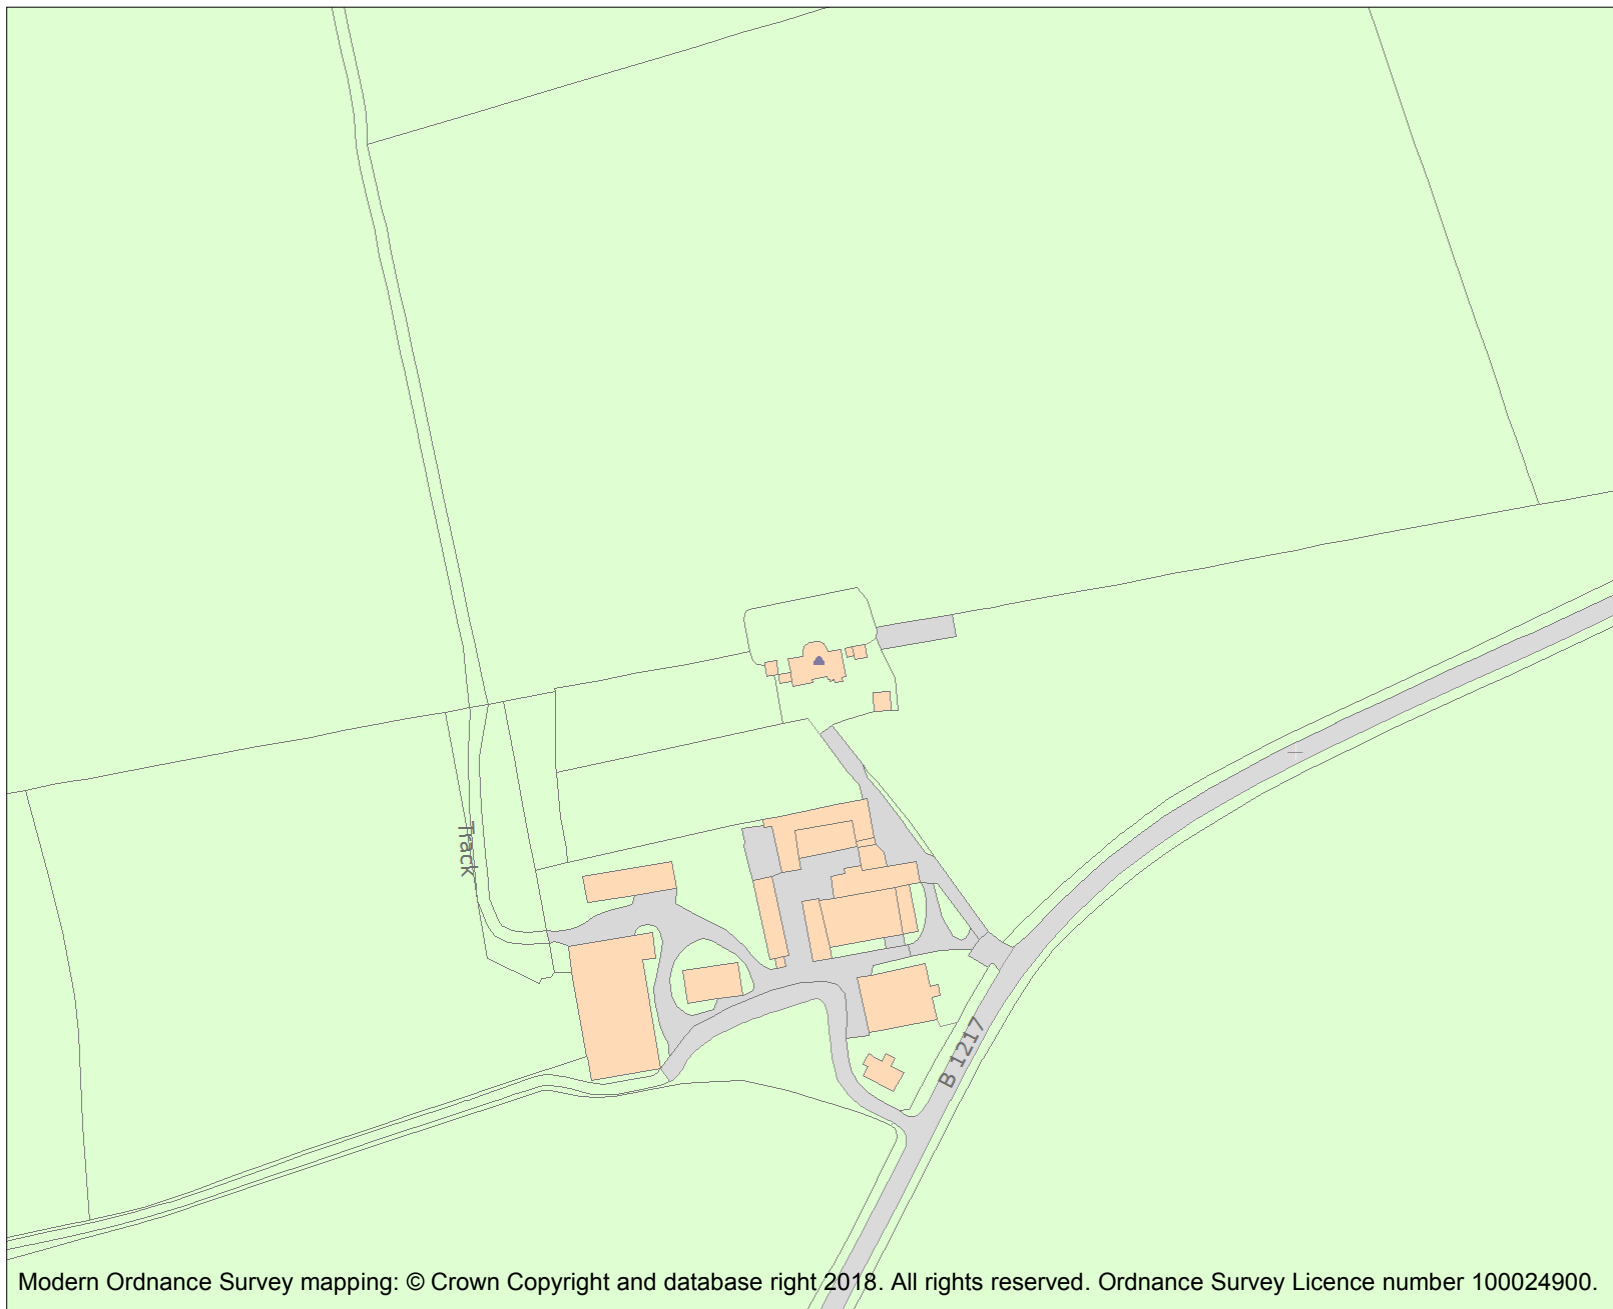 Track
B 1217
Modern Ordnance Survey mapping: © Crown Copyright and database right 2018. All rights reserved. Ordnance Survey Licence number 100024900.